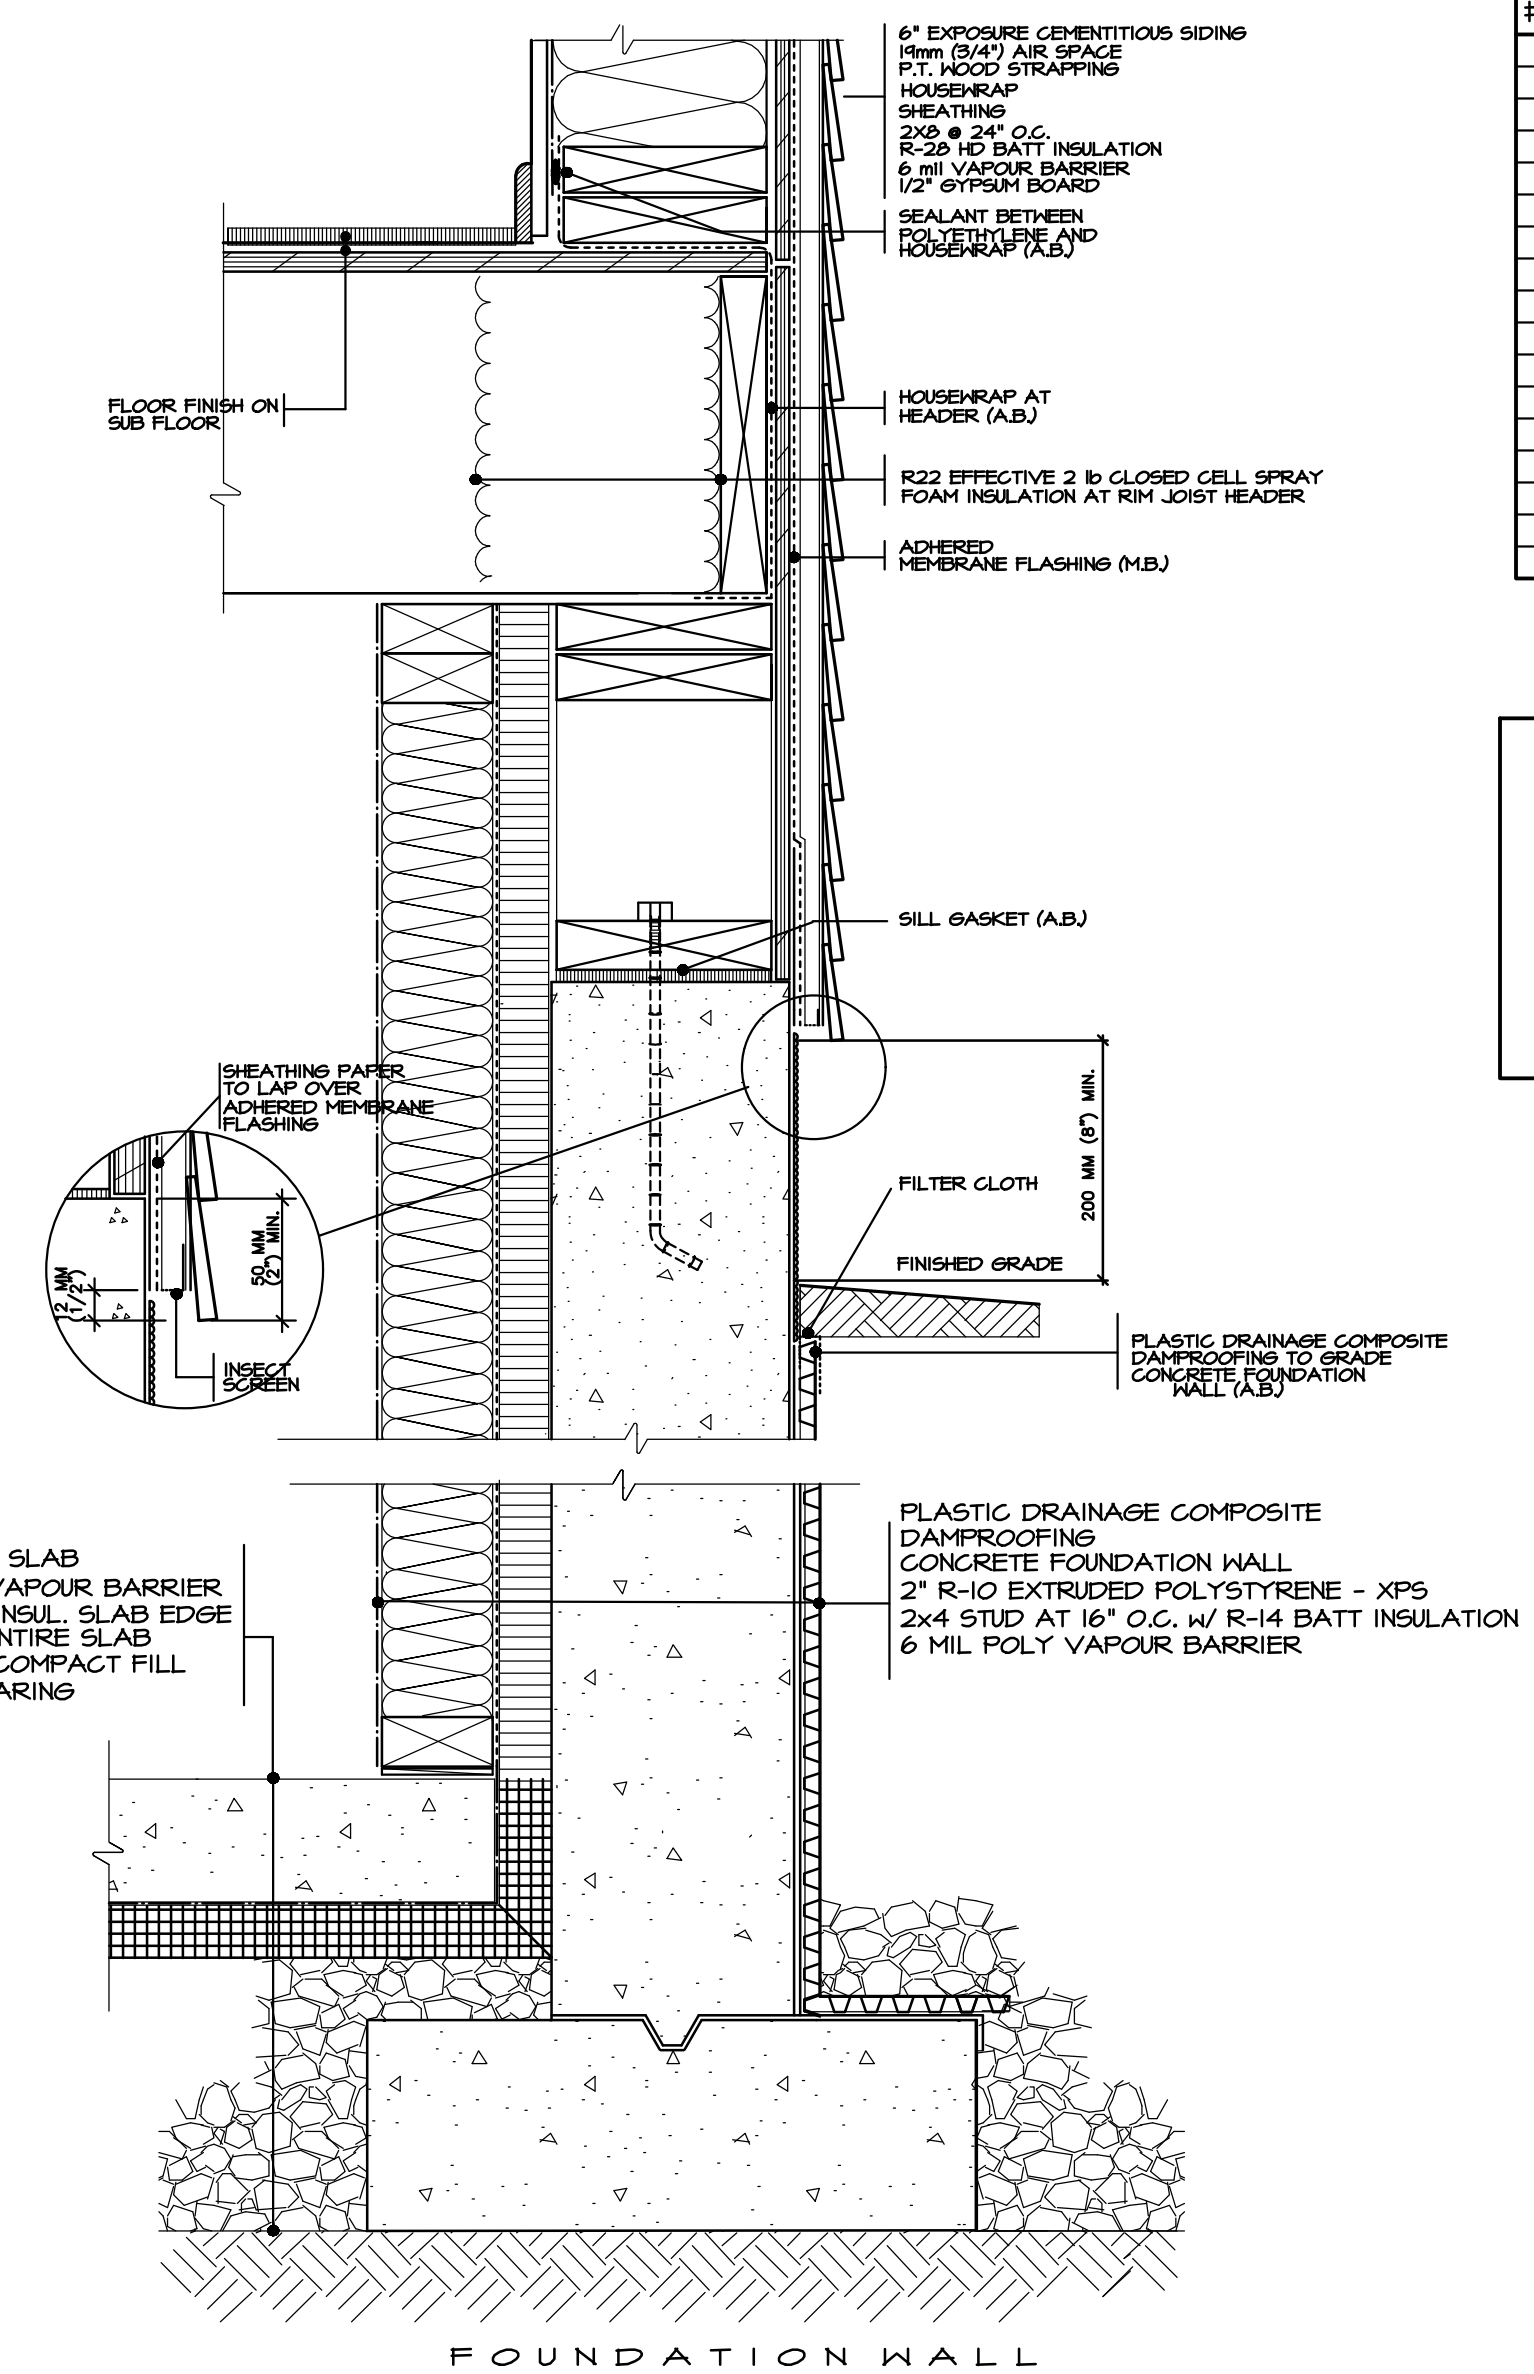 6" EXPOSURE CEMENTITIOUS SIDING
19mm (3/4") AIR SPACE
P.T. WOOD STRAPPING
HOUSEWRAP
SHEATHING
2X8 @ 24" O.C.
R-28 HD BATT INSULATION
6 mil VAPOUR BARRIER
1/2" GYPSUM BOARD
SEALANT BETWEEN
POLYETHYLENE AND
HOUSEWRAP (A.B.)
FLOOR FINISH ON
SUB FLOOR
HOUSEWRAP AT
HEADER (A.B.)
R22 EFFECTIVE 2 lb CLOSED CELL SPRAY
FOAM INSULATION AT RIM JOIST HEADER
ADHERED
MEMBRANE FLASHING (M.B.)
SILL GASKET (A.B.)
SHEATHING PAPER
TO LAP OVER
ADHERED MEMBRANE
FLASHING
200 MM (8") MIN.
FILTER CLOTH
FINISHED GRADE
50 MM
(2") MIN.
12 MM
(1/2")
INSECT
SCREEN
PLASTIC DRAINAGE COMPOSITE
DAMPROOFING TO GRADE
CONCRETE FOUNDATION
WALL (A.B.)
PLASTIC DRAINAGE COMPOSITE
DAMPROOFING
CONCRETE FOUNDATION WALL
2" R-10 EXTRUDED POLYSTYRENE - XPS
2x4 STUD AT 16" O.C. W/ R-14 BATT INSULATION
6 MIL POLY VAPOUR BARRIER
SLAB
VAPOUR BARRIER
INSUL. SLAB EDGE
NTIRE SLAB
COMPACT FILL
ARING
FOUNDATION WALL